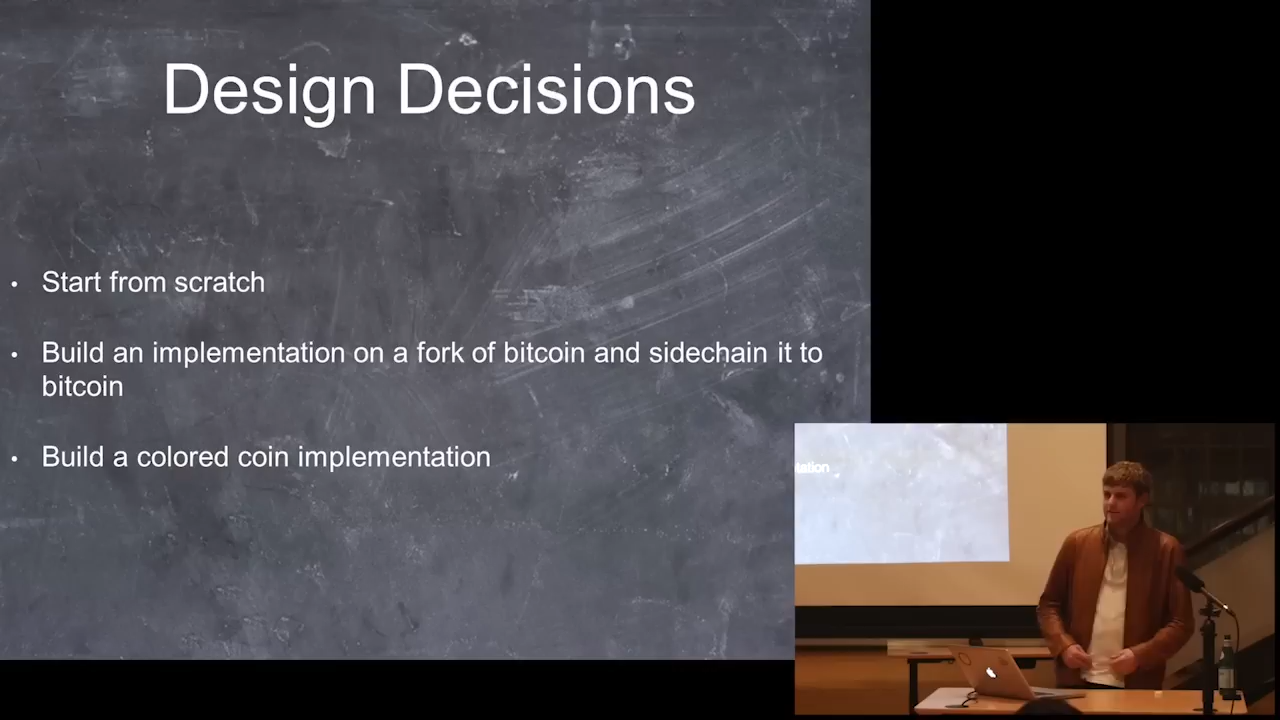 Design Decisions
• Start from scratch
• Build an implementation on a fork of bitcoin and sidechain it to
bitcoin
• Build a colored coin implementation
tation